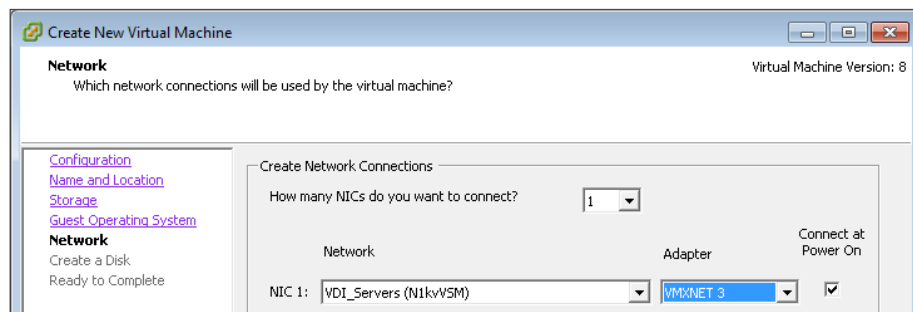 Create New Virtual Machine
Network
Which network connections will be used by the virtual machine?
Virtual Machine Version: 8
Configuration
Name and Location
Storage
Guest Operating System
Network
Create a Disk
Ready to Complete
Create Network Connections
How many NICs do you want to connect?
1
Network
Adapter
Connect at
Power On
NIC 1:
VDI_Servers (N1kvVSM)
VMXNET 3